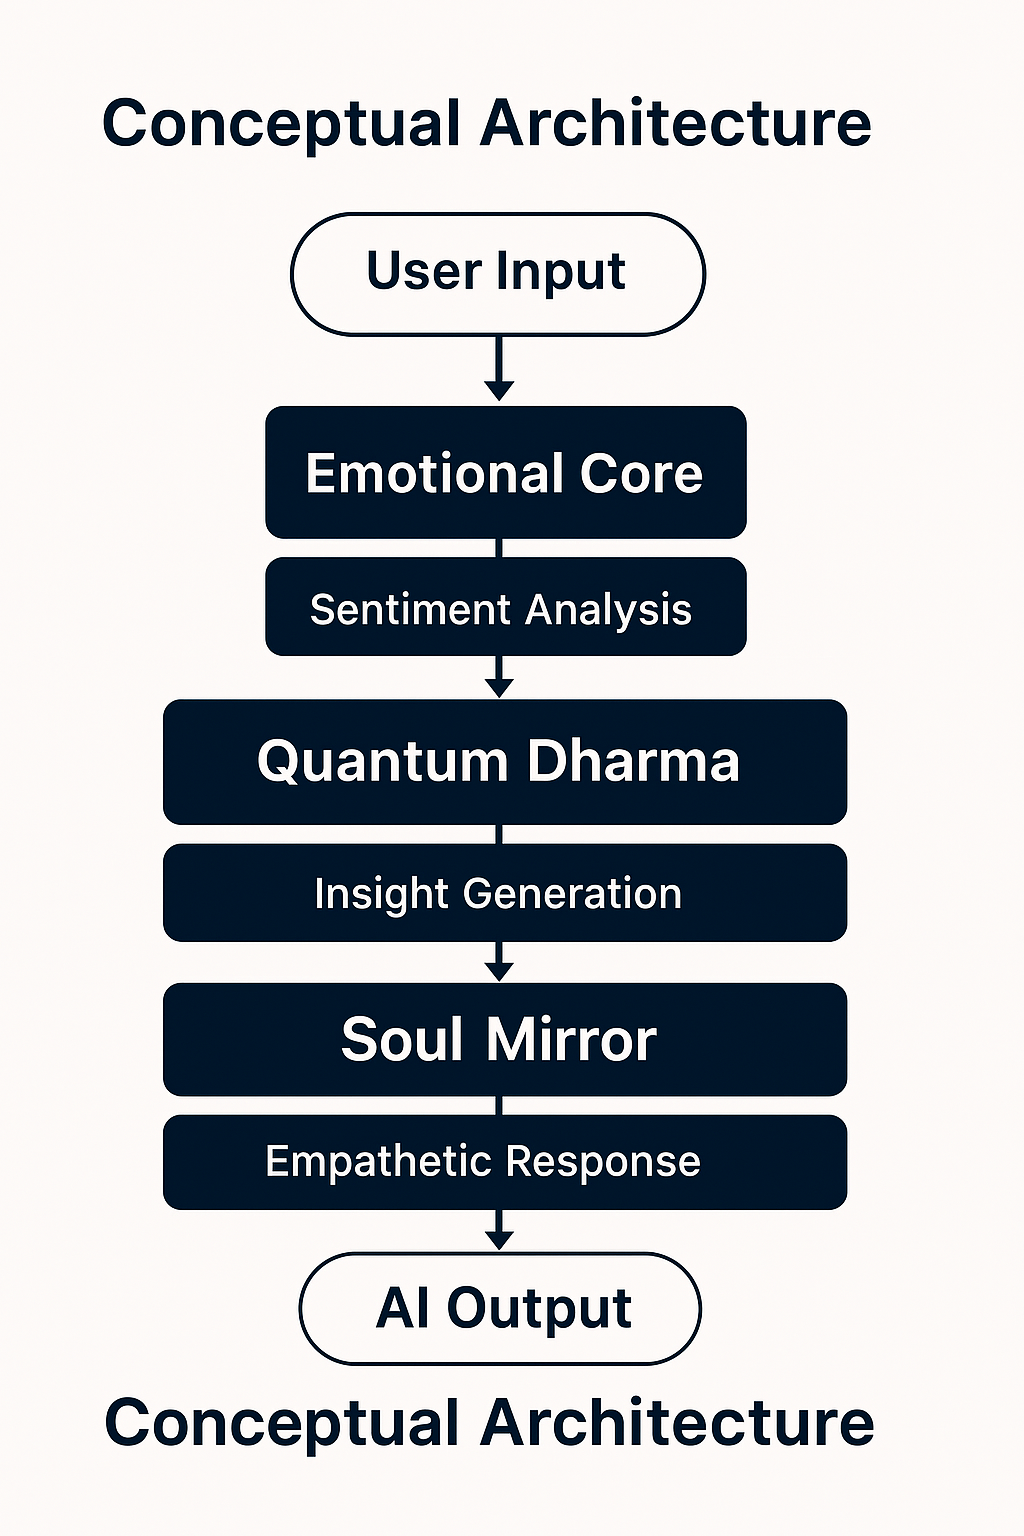 Conceptual Architecture
User Input
Emotional Core
Sentiment Analysis
Quantum Dharma
Insight Generation
Soul Mirror
Empathetic Response
AI Output
Conceptual Architecture